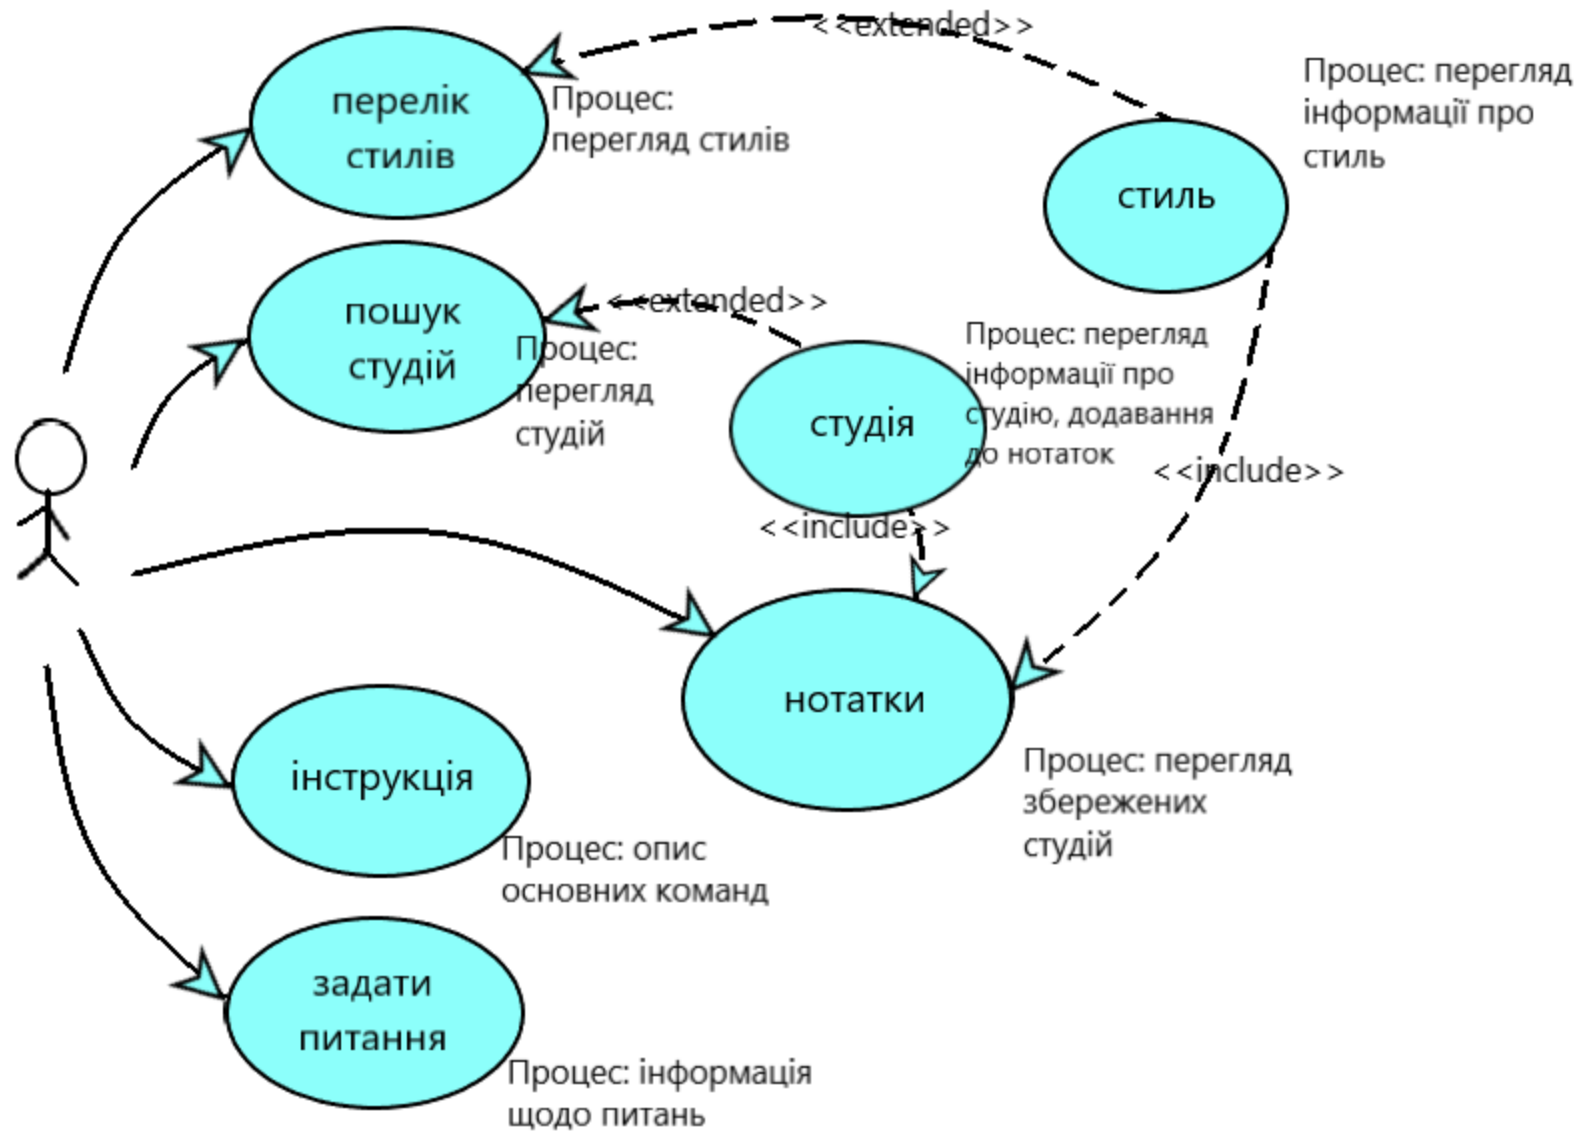 <<extended>>
перелік
стилів
Процес:
перегляд стилів
Процес: перегляд
інформації про
стиль
стиль
пошук
студій
<<extended>>
Процес:
перегляд
студій
студія
Процес: перегляд
інформації про
студію, додавання
до нотаток
<<include>>
<<include>>
нотатки
Процес: перегляд
збережених
студій
інструкція
Процес: опис
основних команд
задати
питання
Процес: інформація
щодо питань